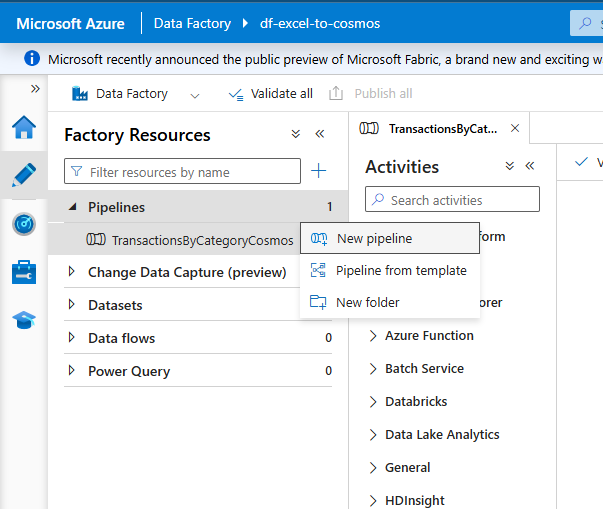 Microsoft Azure
Data Factory
df-excel-to-cosmos
S
Microsoft recently announced the public preview of Microsoft Fabric, a brand new and exciting w
Data Factory
Validate all
Publish all
Factory Resources
Filter resources by name
Pipelines
1
TransactionsByCategoryCosmos
Change Data Capture (preview)
Datasets
Data flows
0
Power Query
0
New pipeline
Pipeline from template
New folder
TransactionsByCat...
Activities
V
Search activities
form
orer
Azure Function
Batch Service
Databricks
Data Lake Analytics
General
HDInsight